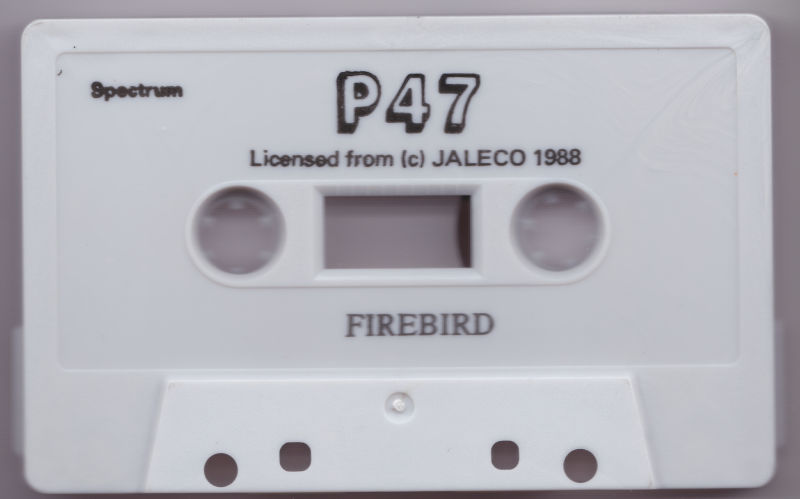 Spectrum
P47
Licensed from (c) JALECO 1988
FIREBIRD